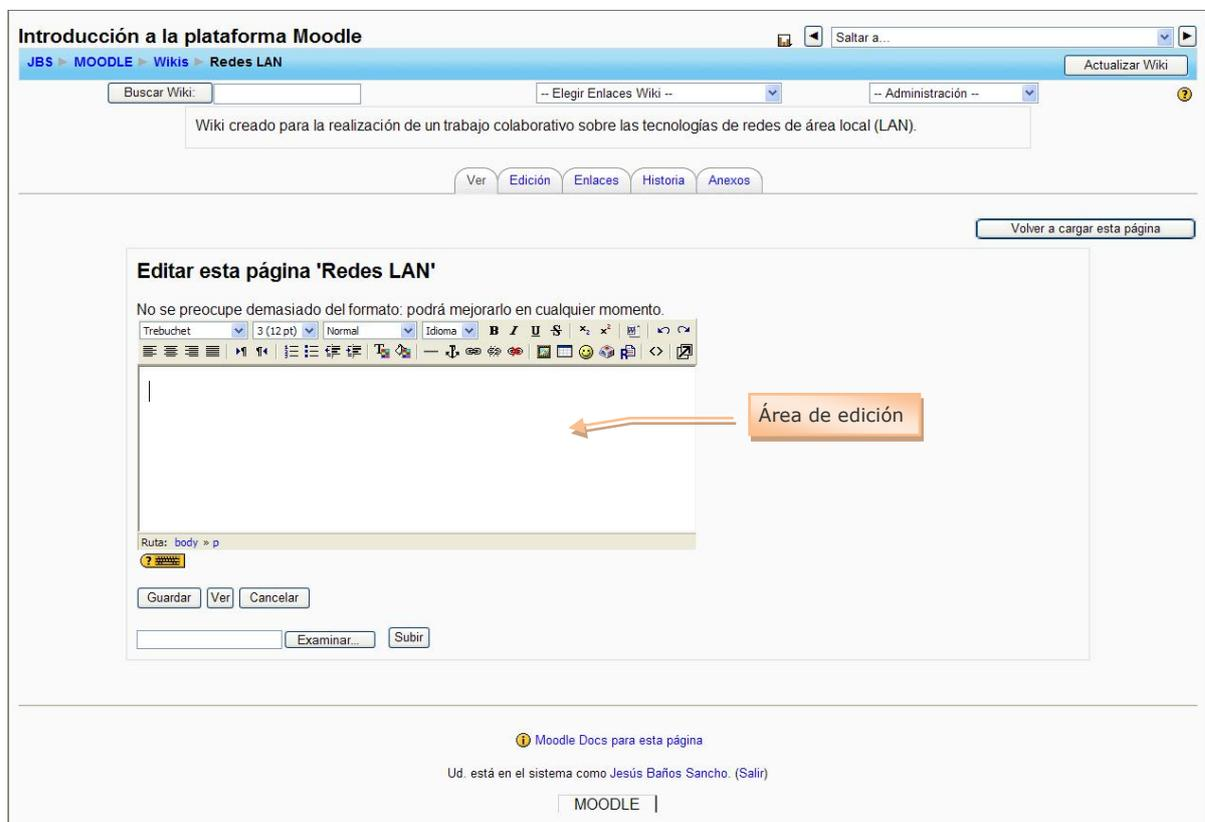 Introducción a la plataforma Moodle
Saltar a...
JBS ► MOODLE ► Wikis ► Redes LAN
Actualizar Wiki
Buscar Wiki:
-- Elegir Enlaces Wiki --
-- Administración --
Wiki creado para la realización de un trabajo colaborativo sobre las tecnologías de redes de área local (LAN).
Ver Edición Enlaces Historia Anexos
Volver a cargar esta página
Editar esta página 'Redes LAN'
No se preocupe demasiado del formato: podrá mejorarlo en cualquier momento.
Trebuchet 3 (12 pt) Normal Idioma B I U S x₂ x²
Área de edición
Ruta: body » p
Guardar Ver Cancelar
Examinar... Subir
Moodle Docs para esta página
Ud. está en el sistema como Jesús Baños Sancho. (Salir)
MOODLE